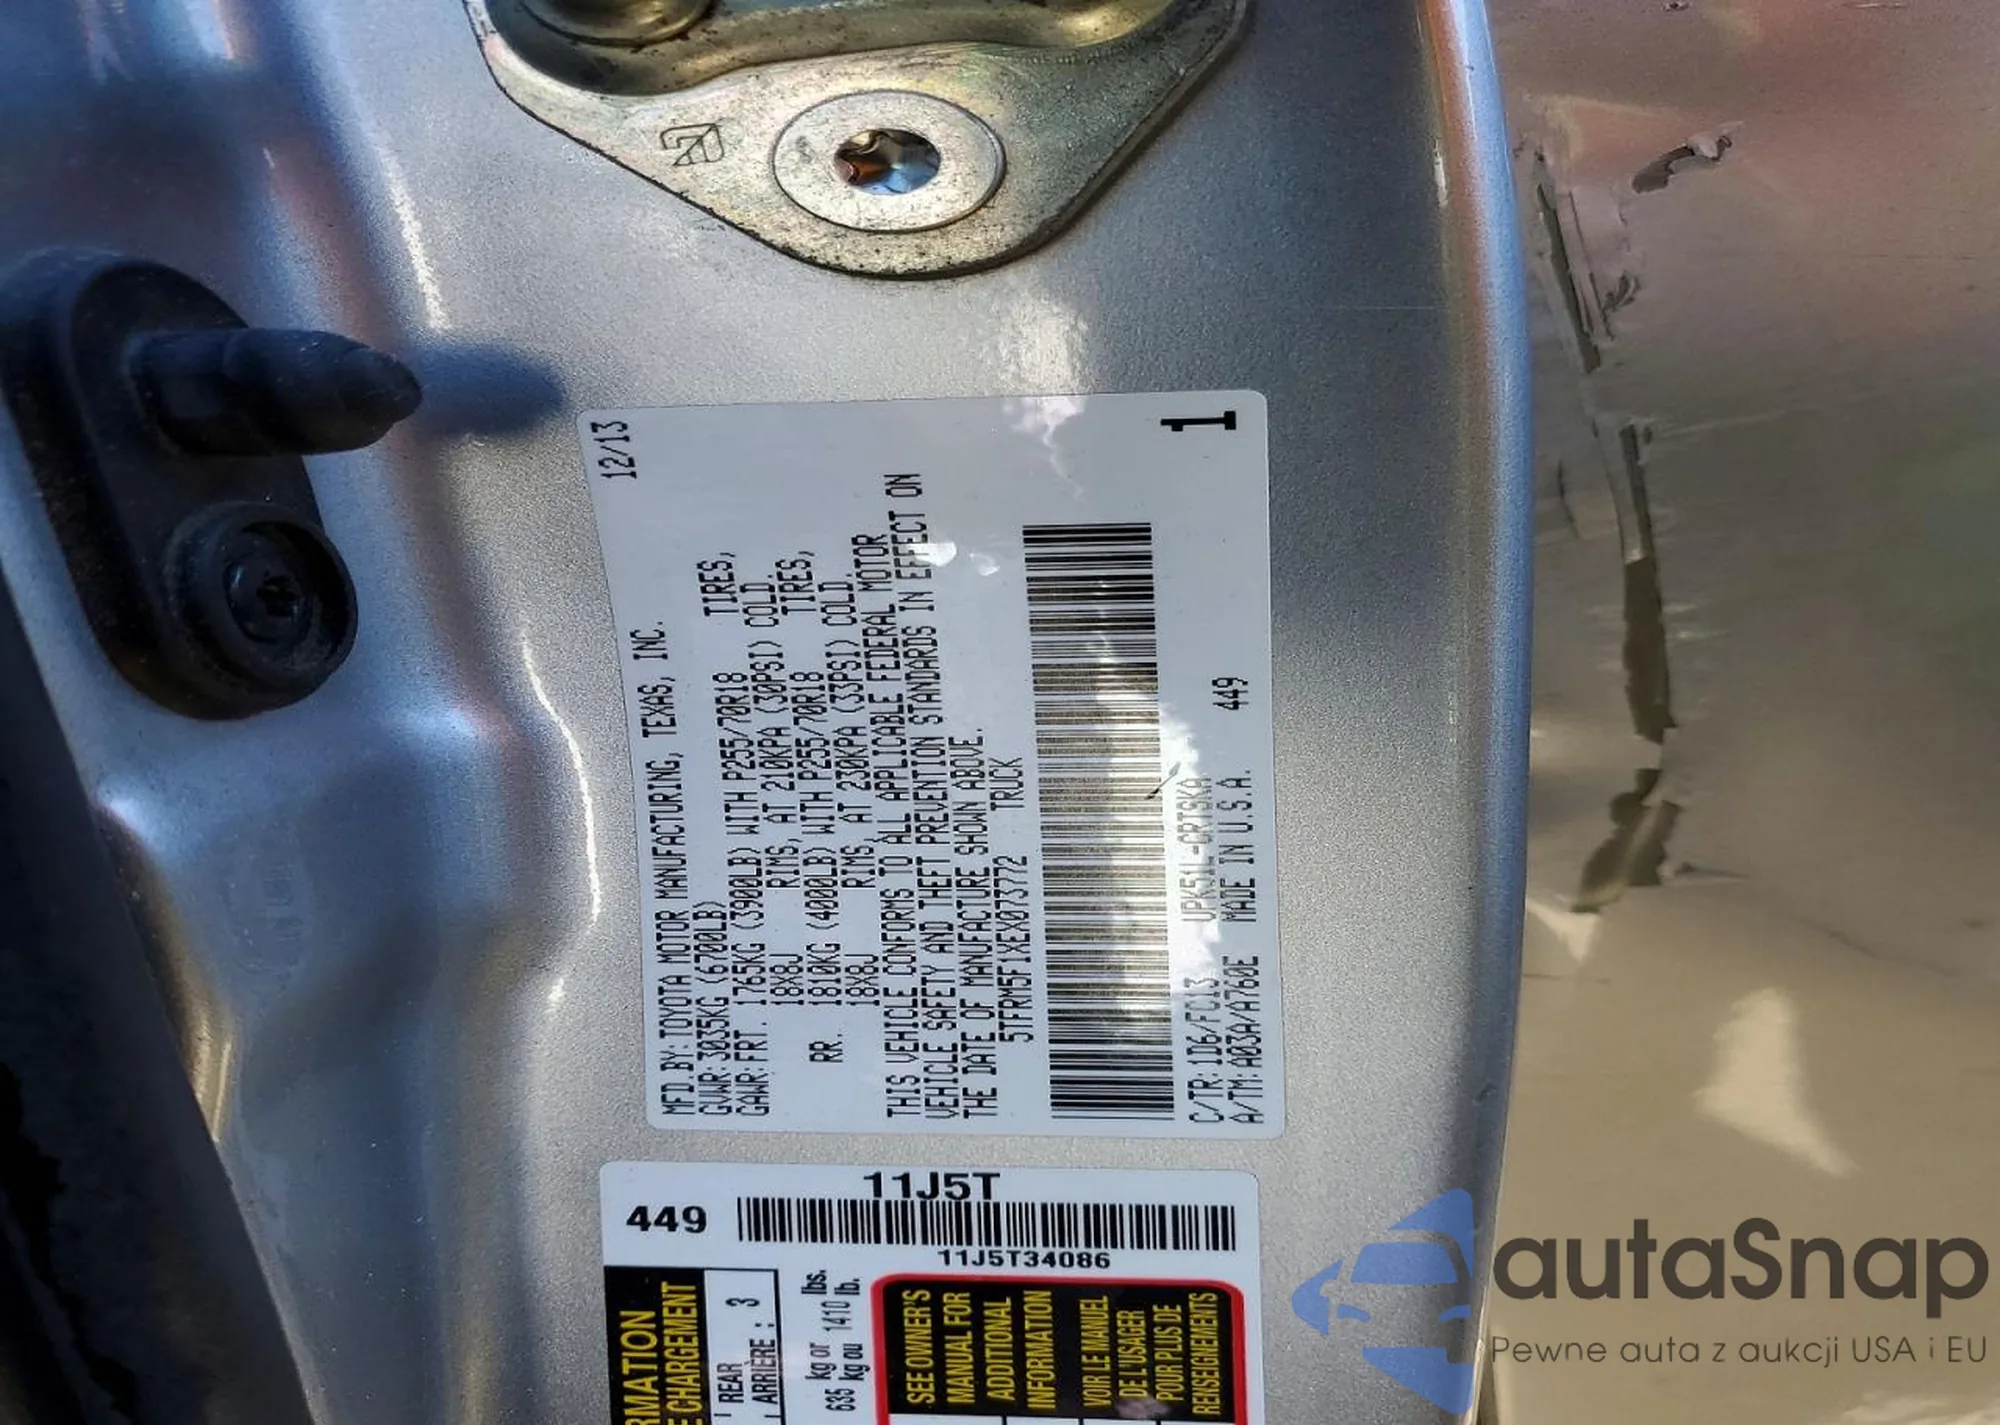 12/13
MFD.BY:TOYOTA MOTOR MANUFACTURING, TEXAS, INC.
GVWR:3035KG (6700LB)
GAWR:FRT. 1765KG (3900LB) WITH P255/70R18 TIRES,
18X8J RIMS, AT 210KPA (30PSI) COLD.
RR. 1810KG (4000LB) WITH P255/70R18 TIRES,
18X8J RIMS, AT 230KPA (33PSI) COLD.
THIS VEHICLE CONFORMS TO ALL APPLICABLE FEDERAL MOTOR
VEHICLE SAFETY AND THEFT PREVENTION STANDARDS IN EFFECT ON
THE DATE OF MANUFACTURE SHOWN ABOVE.
5TFRM5F1XEX073772 TRUCK
1
C/TR:1D6/FC13 UPK51L-CRTSKA
A/TM:A03A/A760E MADE IN U.S.A. 449
11J5T
449
11J5T34086
RMATION
E CHARGEMENT
REAR
ARRIÈRE : 3
635 kg or 1410 lbs.
kg ou lb.
SEE OWNER'S
MANUAL FOR
ADDITIONAL
INFORMATION
VOIR LE MANUEL
DE L'USAGER
POUR PLUS DE
RENSEIGNEMENTS
autaSnap
Pewne auta z aukcji USA i EU